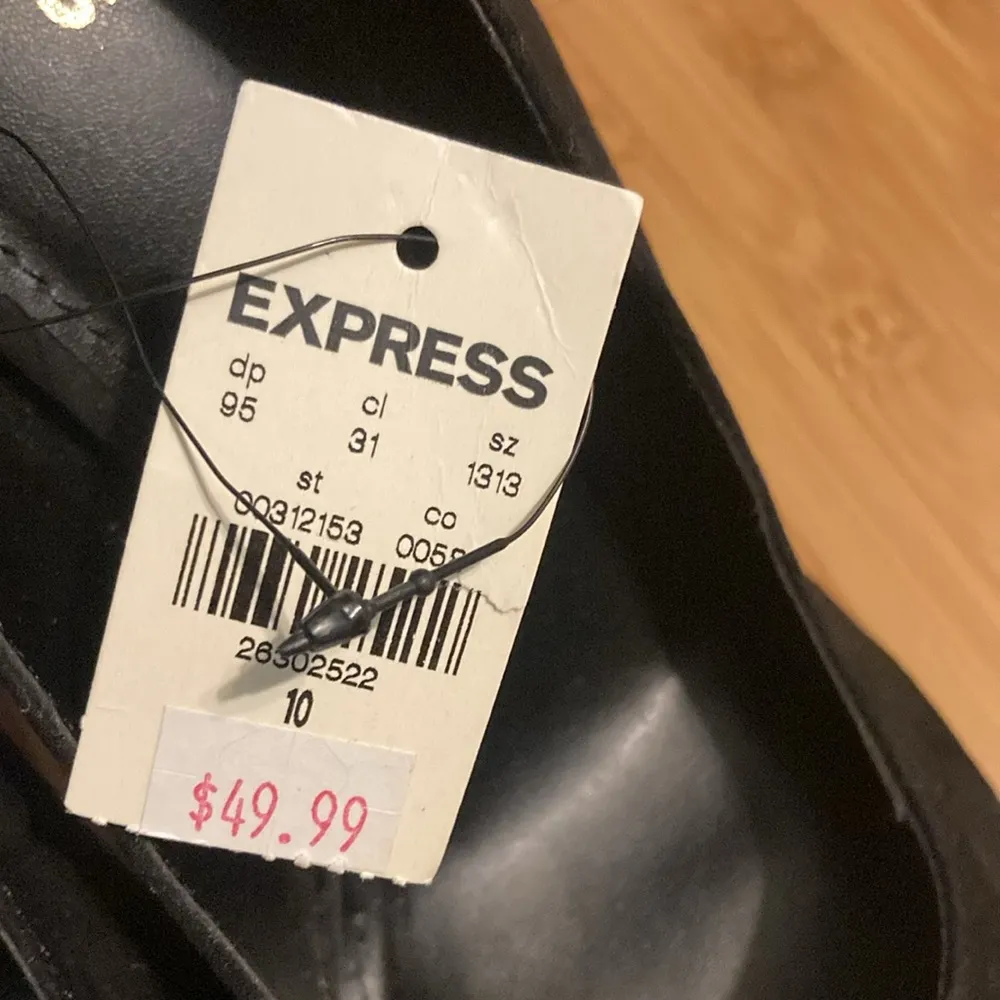 EXPRESS
dp cl sz
95 31 1313
st co
00312153
26302522
10
$49.99